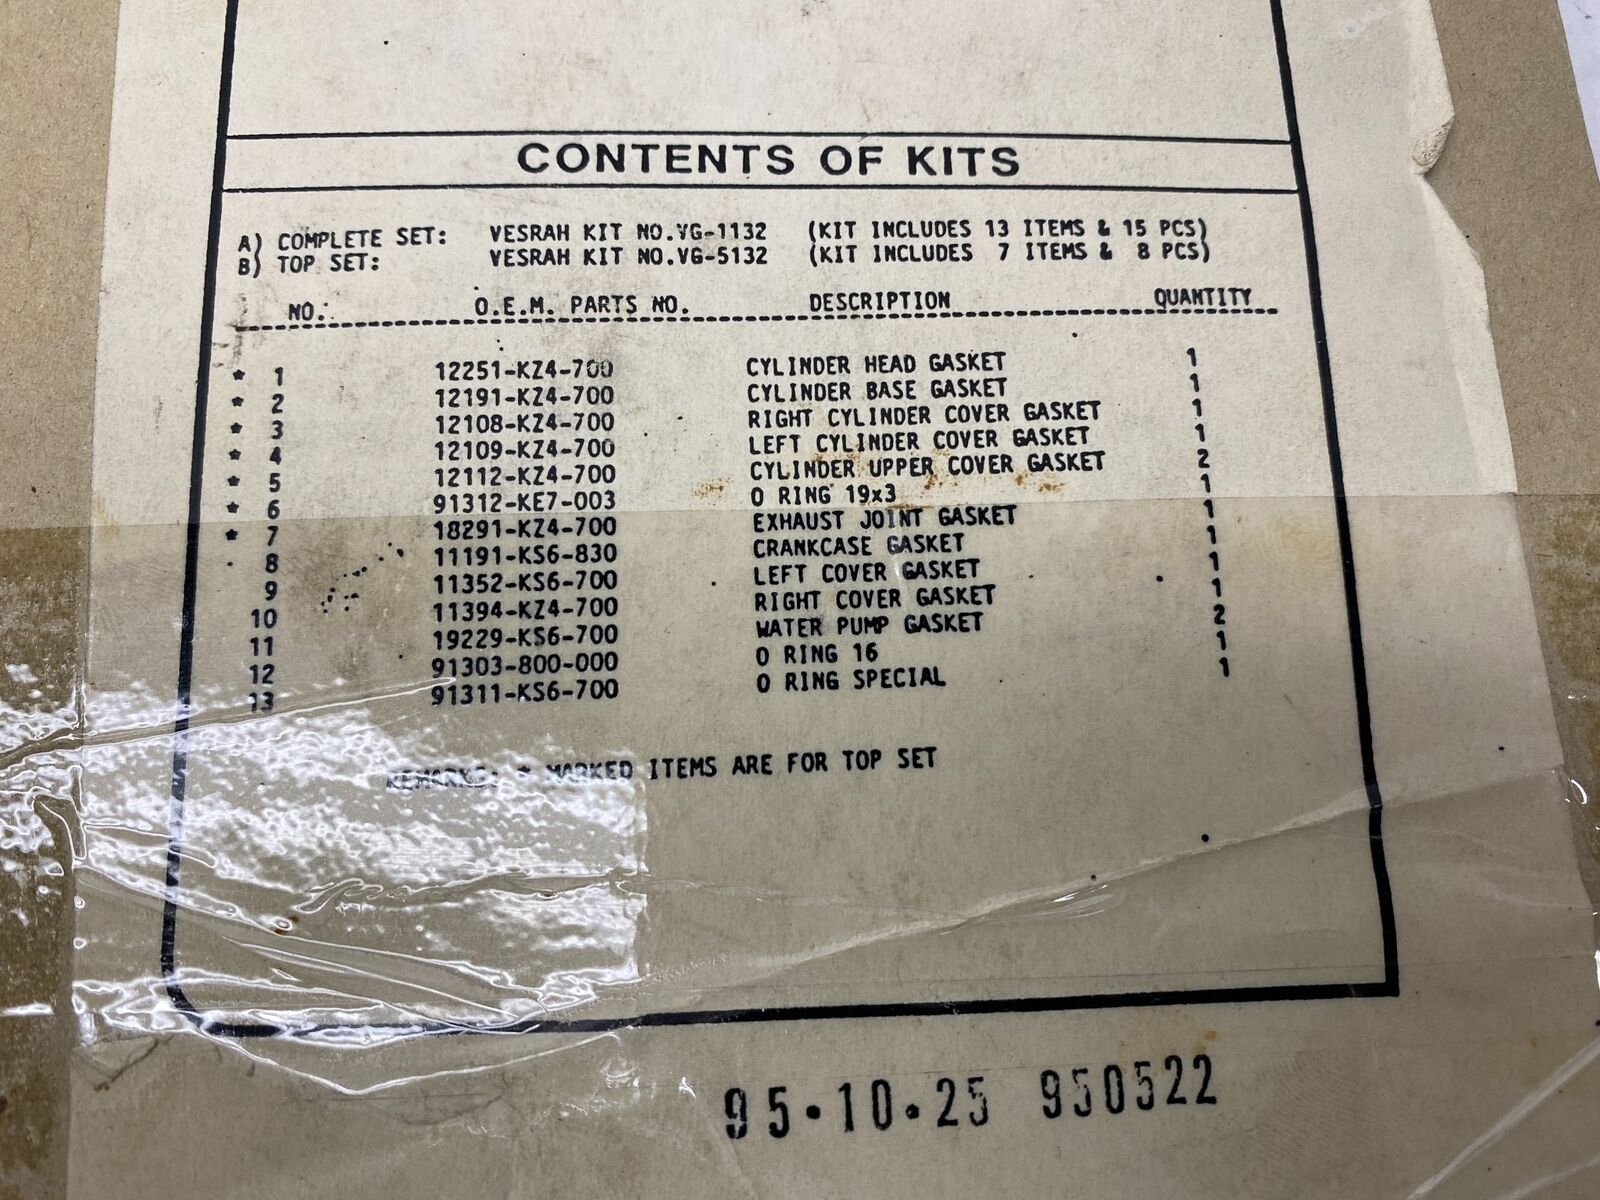 CONTENTS OF KITS
A) COMPLETE SET: VESRAH KIT NO.VG-1132 (KIT INCLUDES 13 ITEMS & 15 PCS)
B) TOP SET: VESRAH KIT NO.VG-5132 (KIT INCLUDES 7 ITEMS & 8 PCS)
NO. O.E.M. PARTS NO. DESCRIPTION QUANTITY
* 1 12251-KZ4-700 CYLINDER HEAD GASKET 1
* 2 12191-KZ4-700 CYLINDER BASE GASKET 1
* 3 12108-KZ4-700 RIGHT CYLINDER COVER GASKET 1
* 4 12109-KZ4-700 LEFT CYLINDER COVER GASKET 1
* 5 12112-KZ4-700 CYLINDER UPPER COVER GASKET 2
* 6 91312-KE7-003 O RING 19x3 1
* 7 18291-KZ4-700 EXHAUST JOINT GASKET 1
8 11191-KS6-830 CRANKCASE GASKET 1
9 11352-KS6-700 LEFT COVER GASKET 1
10 11394-KZ4-700 RIGHT COVER GASKET 1
11 19229-KS6-700 WATER PUMP GASKET 2
12 91303-800-000 O RING 16 1
13 91311-KS6-700 O RING SPECIAL 1
REMARKS: * MARKED ITEMS ARE FOR TOP SET
95·10·25 950522